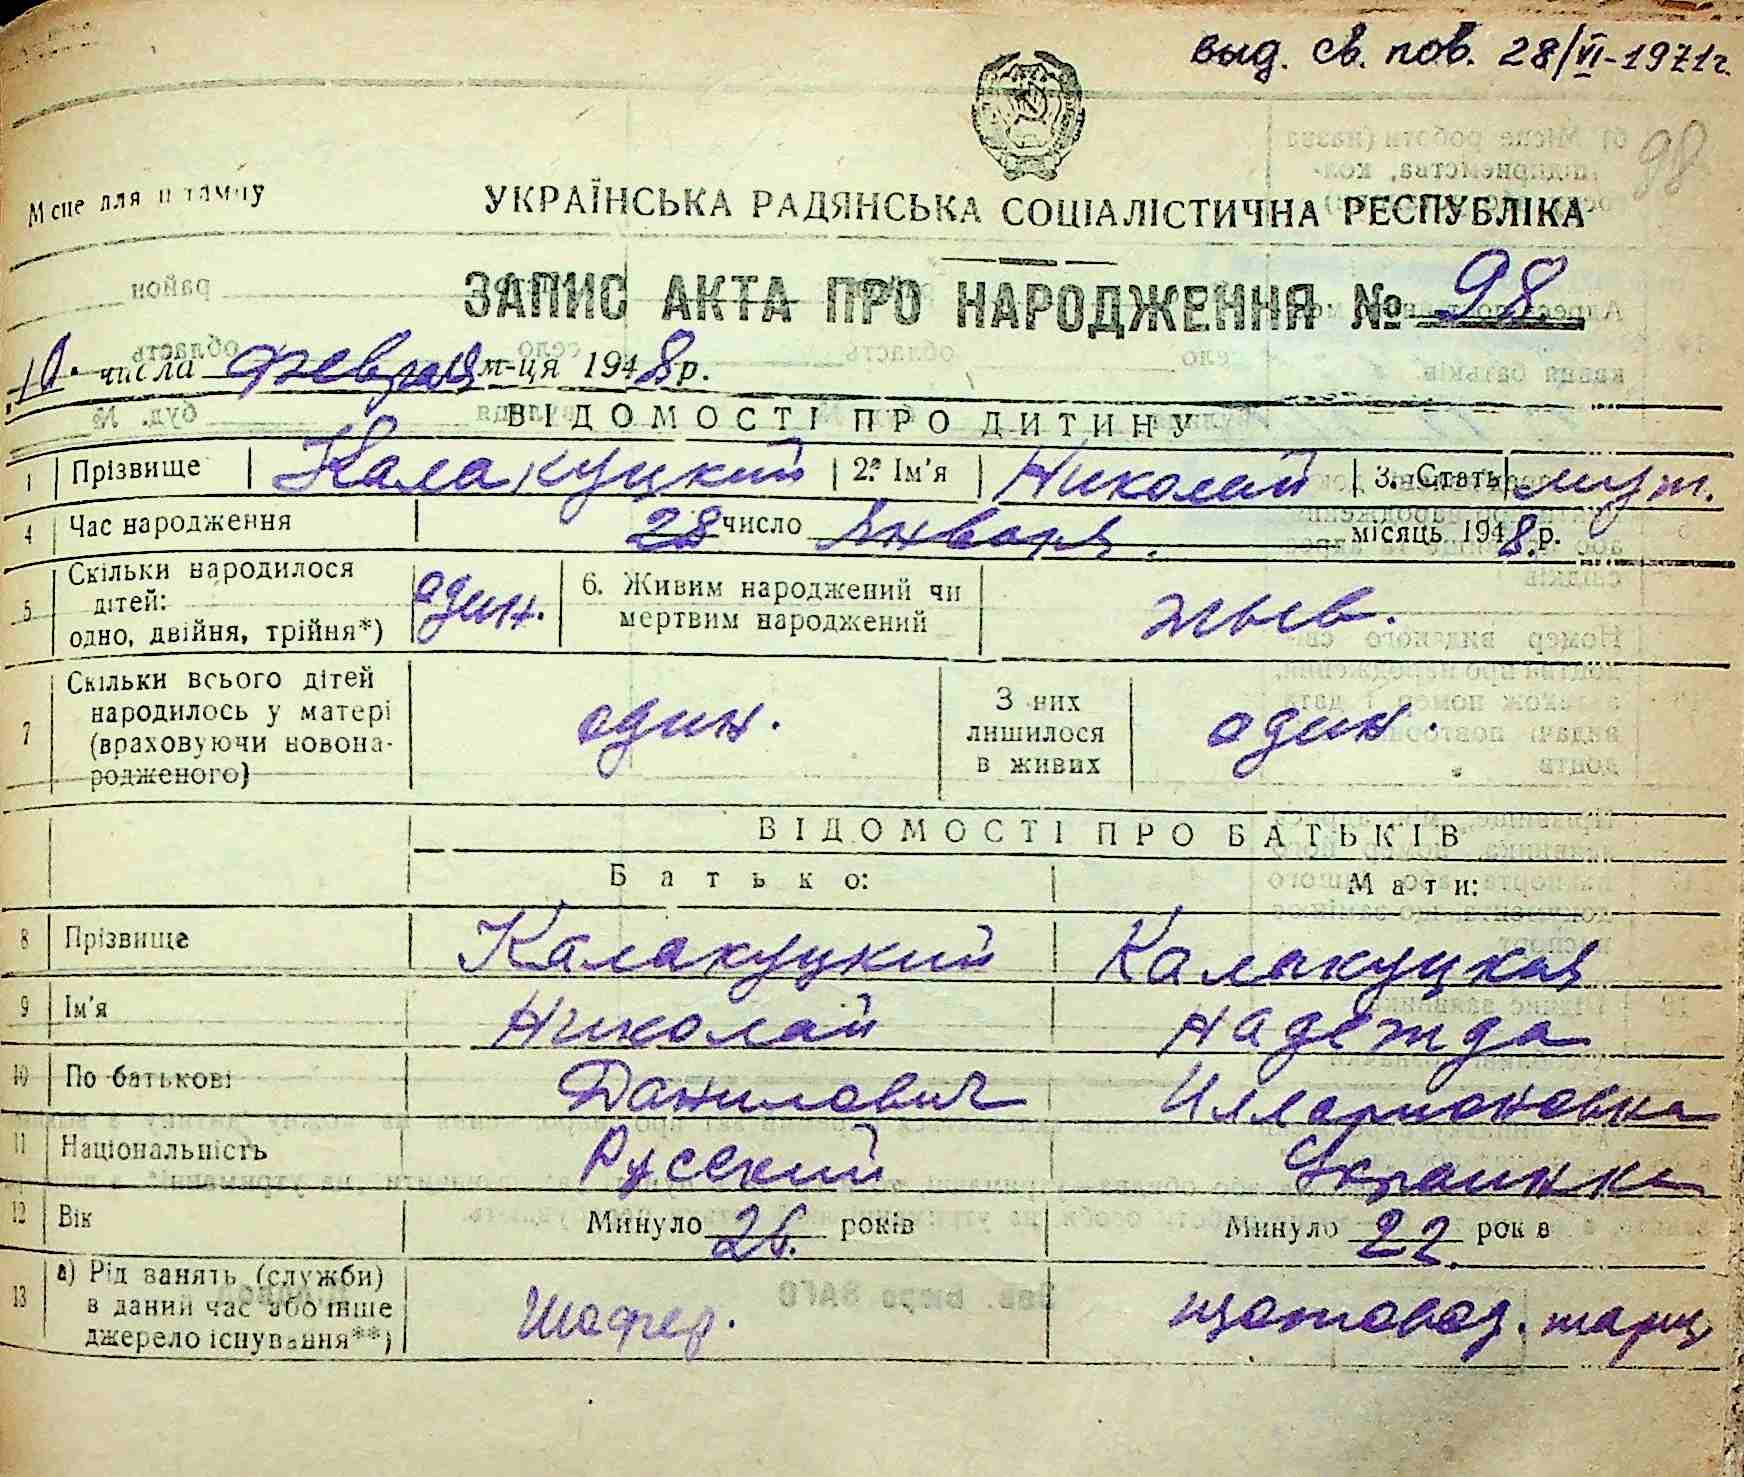 выд. св. пов. 28/VI-1971г.
98
Місце для штампу
УКРАЇНСЬКА РАДЯНСЬКА СОЦІАЛІСТИЧНА РЕСПУБЛІКА
ЗАПИС АКТА ПРО НАРОДЖЕННЯ № 98
10. числа февраля м-ця 1948 р.
ВІДОМОСТІ ПРО ДИТИНУ
1 Прізвище Калакуцкий 2. Ім'я Николай 3. Стать муж.
4 Час народження 28 число Января. місяць 1948. р.
5 Скільки народилося дітей: одно, двійня, трійня*) один. 6. Живим народжений чи мертвим народжений жыв.
7 Скільки всього дітей народилось у матері (враховуючи новонародженого) один. З них лишилося в живих один.
ВІДОМОСТІ ПРО БАТЬКІВ
Батько: Мати:
8 Прізвище Калакуцкий Калакуцкая
9 Ім'я Николай Надежда
10 По батькові Данилович Илларионовна
11 Національність Русский Украинка
12 Вік Минуло 26. років Минуло 22. років
13 а) Рід занять (служби) в даний час або інше джерело існування**) Шофер.